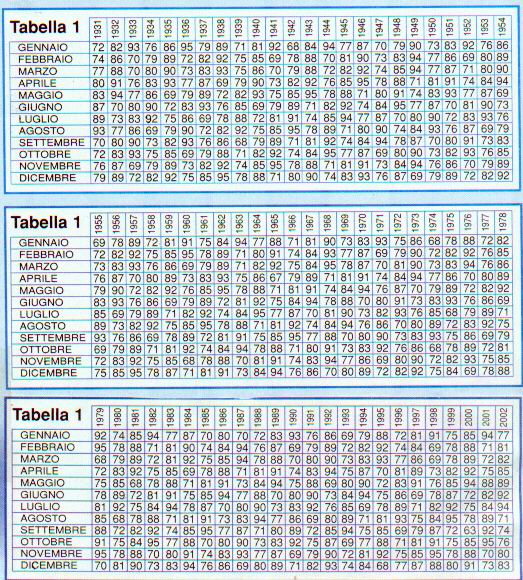 Tabella 1 1931 1932 1933 1934 1935 1936 1937 1938 1939 1940 1941 1942 1943 1944 1945 1946 1947 1948 1949 1950 1951 1952 1953 1954
GENNAIO 72 82 93 76 86 95 79 89 71 81 92 68 84 94 77 87 70 79 90 73 83 92 76 86
FEBBRAIO 74 86 70 79 89 72 82 92 75 85 69 78 88 70 81 90 73 83 94 77 86 69 80 89
MARZO 77 88 70 80 90 73 83 93 75 86 70 79 88 72 82 92 74 85 94 77 87 71 80 90
APRILE 80 91 76 83 93 77 87 69 79 90 73 82 92 76 85 95 78 88 71 81 91 74 84 94
MAGGIO 83 94 77 86 69 79 89 72 82 93 75 85 95 78 88 71 80 91 74 83 93 77 87 69
GIUGNO 87 70 80 90 72 83 93 76 85 69 79 89 71 82 92 74 84 95 77 87 70 81 90 73
LUGLIO 89 73 83 92 75 86 69 78 88 72 81 91 74 85 94 77 87 70 80 90 72 83 93 76
AGOSTO 93 77 86 69 79 90 72 82 92 75 85 95 78 89 71 80 90 74 84 93 76 87 69 79
SETTEMBRE 70 80 90 73 82 93 76 86 68 79 89 71 81 92 74 84 94 78 87 70 80 91 73 83
OTTOBRE 72 83 93 75 85 69 79 88 71 82 92 74 84 95 77 87 69 80 90 73 82 93 76 85
NOVEMBRE 76 87 69 79 89 73 82 92 74 85 95 78 88 71 81 91 73 84 94 76 86 70 79 89
DICEMBRE 79 89 72 82 92 75 85 95 78 88 71 80 90 74 83 93 76 87 69 79 89 72 82 92
Tabella 1 1955 1956 1957 1958 1959 1960 1961 1962 1963 1964 1965 1966 1967 1968 1969 1970 1971 1972 1973 1974 1975 1976 1977 1978
GENNAIO 69 78 89 72 81 91 75 84 94 77 88 71 81 90 73 83 93 75 86 68 78 88 72 82
FEBBRAIO 72 82 92 75 85 95 78 89 71 80 91 74 84 93 77 87 69 79 90 72 82 92 76 85
MARZO 73 83 93 76 86 69 79 89 71 82 92 75 84 95 78 87 70 81 90 73 83 94 76 86
APRILE 76 87 70 80 89 73 83 93 75 86 67 79 89 71 81 91 74 84 94 77 86 70 80 89
MAGGIO 79 90 72 82 92 76 85 95 78 88 71 81 91 74 84 94 76 87 70 79 89 72 82 92
GIUGNO 83 93 76 86 69 79 89 72 81 92 75 84 94 78 88 70 80 91 73 83 93 76 86 69
LUGLIO 85 69 79 89 71 82 92 74 84 95 77 87 70 81 90 73 82 93 76 85 68 79 89 71
AGOSTO 89 73 82 92 75 85 95 78 88 71 81 92 74 84 94 76 86 70 80 89 72 83 92 75
SETTEMBRE 93 76 86 69 78 89 72 81 91 75 85 95 77 88 70 80 90 73 83 93 75 86 69 79
OTTOBRE 69 79 89 71 81 92 74 84 94 78 88 71 80 91 73 83 92 76 86 68 78 89 72 81
NOVEMBRE 72 83 92 75 85 68 78 88 70 81 91 74 83 94 77 86 69 80 90 72 82 93 75 85
DICEMBRE 75 85 95 78 87 71 81 91 73 84 94 76 86 70 80 89 72 82 92 75 84 69 78 88
Tabella 1 1979 1980 1981 1982 1983 1984 1985 1986 1987 1988 1989 1990 1991 1992 1993 1994 1995 1996 1997 1998 1999 2000 2001 2002
GENNAIO 92 74 85 94 77 87 70 80 70 72 83 93 76 86 69 79 88 72 81 91 75 85 94 77
FEBBRAIO 95 78 88 71 81 90 74 84 94 76 87 69 79 89 72 82 92 74 84 94 78 88 71 81
MARZO 68 79 89 72 81 92 75 85 94 78 88 70 80 90 73 83 93 77 86 69 78 89 72 82
APRILE 72 83 92 75 85 69 78 88 71 81 91 74 83 94 75 87 70 81 89 73 82 92 75 85
MAGGIO 75 85 68 78 88 71 81 91 73 84 94 75 88 69 80 90 72 83 91 76 85 94 88 89
GIUGNO 78 89 72 81 91 75 85 94 77 88 70 80 90 73 84 94 75 86 69 78 87 72 82 92
LUGLIO 81 92 75 84 94 78 87 70 80 90 73 83 92 76 85 69 78 89 71 82 92 75 84 94
AGOSTO 85 68 78 88 71 81 91 73 83 94 77 86 69 80 89 71 81 93 75 84 95 78 89 71
SETTEMBRE 88 72 82 92 74 85 95 77 87 71 80 89 72 85 94 75 85 69 79 87 72 63 92 74
OTTOBRE 91 75 84 95 77 88 70 80 90 73 83 92 75 87 69 77 88 71 81 91 75 85 95 76
NOVEMBRE 95 78 88 70 80 91 74 83 93 77 87 69 79 90 72 81 92 75 85 95 78 88 70 80
DICEMBRE 70 81 90 73 83 94 76 86 69 80 89 71 82 93 74 84 68 77 87 68 80 91 73 83